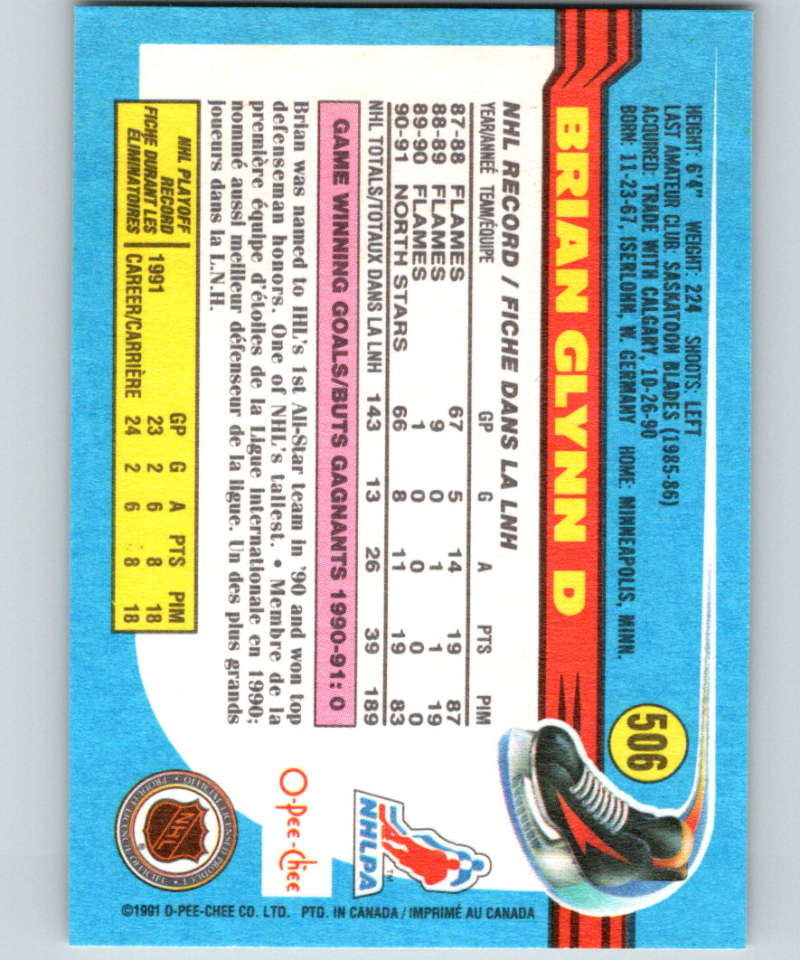 HEIGHT: 6'4" WEIGHT: 224 SHOOTS: LEFT
LAST AMATEUR CLUB: SASKATOON BLADES (1985-86)
ACQUIRED: TRADE WITH CALGARY, 10-26-90
BORN: 11-23-67, ISERLOHN, W. GERMANY HOME: MINNEAPOLIS, MINN.
506
BRIAN GLYNN D
NHL RECORD / FICHE DANS LA LNH
YEAR/ANNÉE TEAM/ÉQUIPE GP G A PTS PIM
87-88 FLAMES 67 5 14 19 87
88-89 FLAMES 9 0 1 1 19
89-90 FLAMES 1 0 0 0 0
90-91 NORTH STARS 66 8 11 19 83
NHL TOTALS/TOTAUX DANS LA LNH 143 13 26 39 189
GAME WINNING GOALS/BUTS GAGNANTS 1990-91: 0
Brian was named to IHL's 1st All-Star team in '90 and won top
defenseman honors. One of NHL's tallest. • Membre de la
première équipe d'étoiles de la Ligue Internationale en 1990;
nommé aussi meilleur défenseur de la ligue. Un des plus grands
joueurs dans la L.N.H.
NHL PLAYOFF
RECORD
FICHE DURANT LES
ÉLIMINATOIRES
GP G A PTS PIM
1991 23 2 6 8 18
CAREER/CARRIÈRE 24 2 6 8 18
NHLPA
TM
O-Pee-Chee
NHL
OFFICIAL LICENSED PRODUCT • LICENCE OFFICIELLE
©1991 O-PEE-CHEE CO. LTD. PTD. IN CANADA / IMPRIMÉ AU CANADA